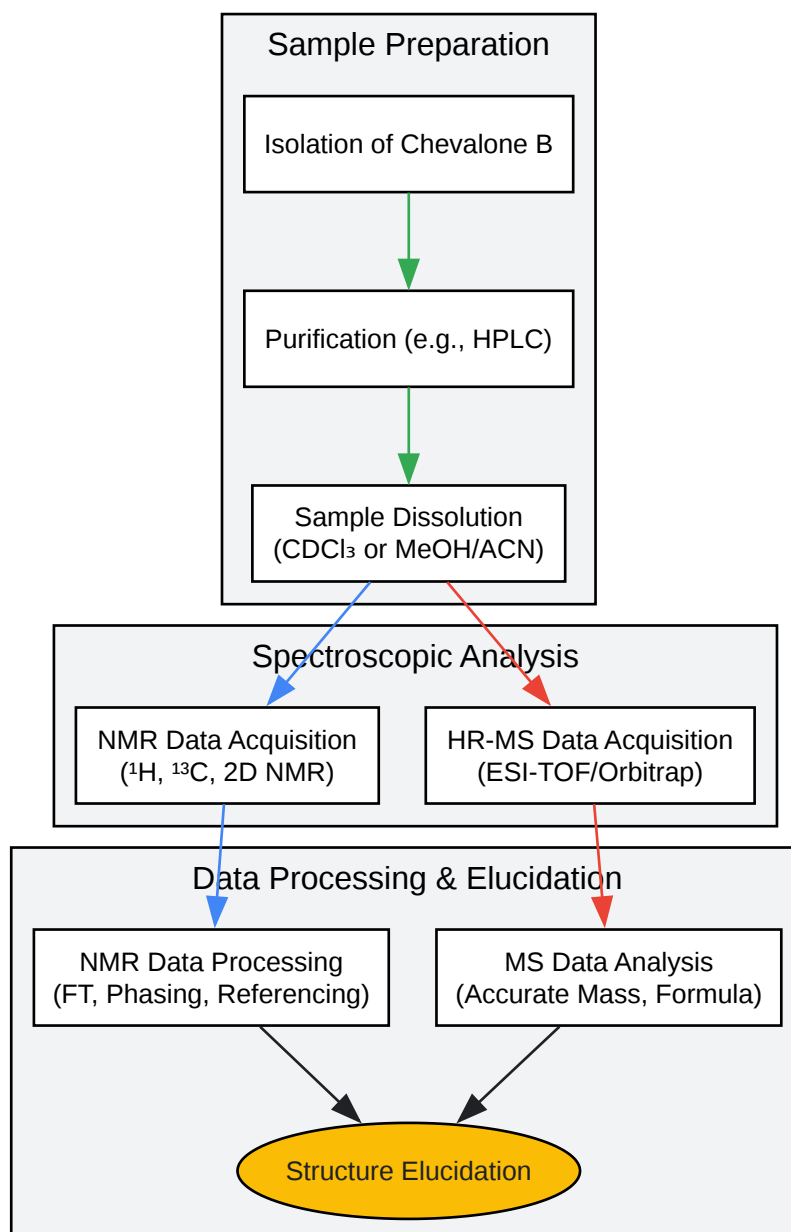 Sample Preparation
Isolation of Chevalone B
Purification (e.g., HPLC)
Sample Dissolution
(CDCl₃ or MeOH/ACN)
Spectroscopic Analysis
NMR Data Acquisition
(¹H, ¹³C, 2D NMR)
HR-MS Data Acquisition
(ESI-TOF/Orbitrap)
Data Processing & Elucidation
NMR Data Processing
(FT, Phasing, Referencing)
MS Data Analysis
(Accurate Mass, Formula)
Structure Elucidation